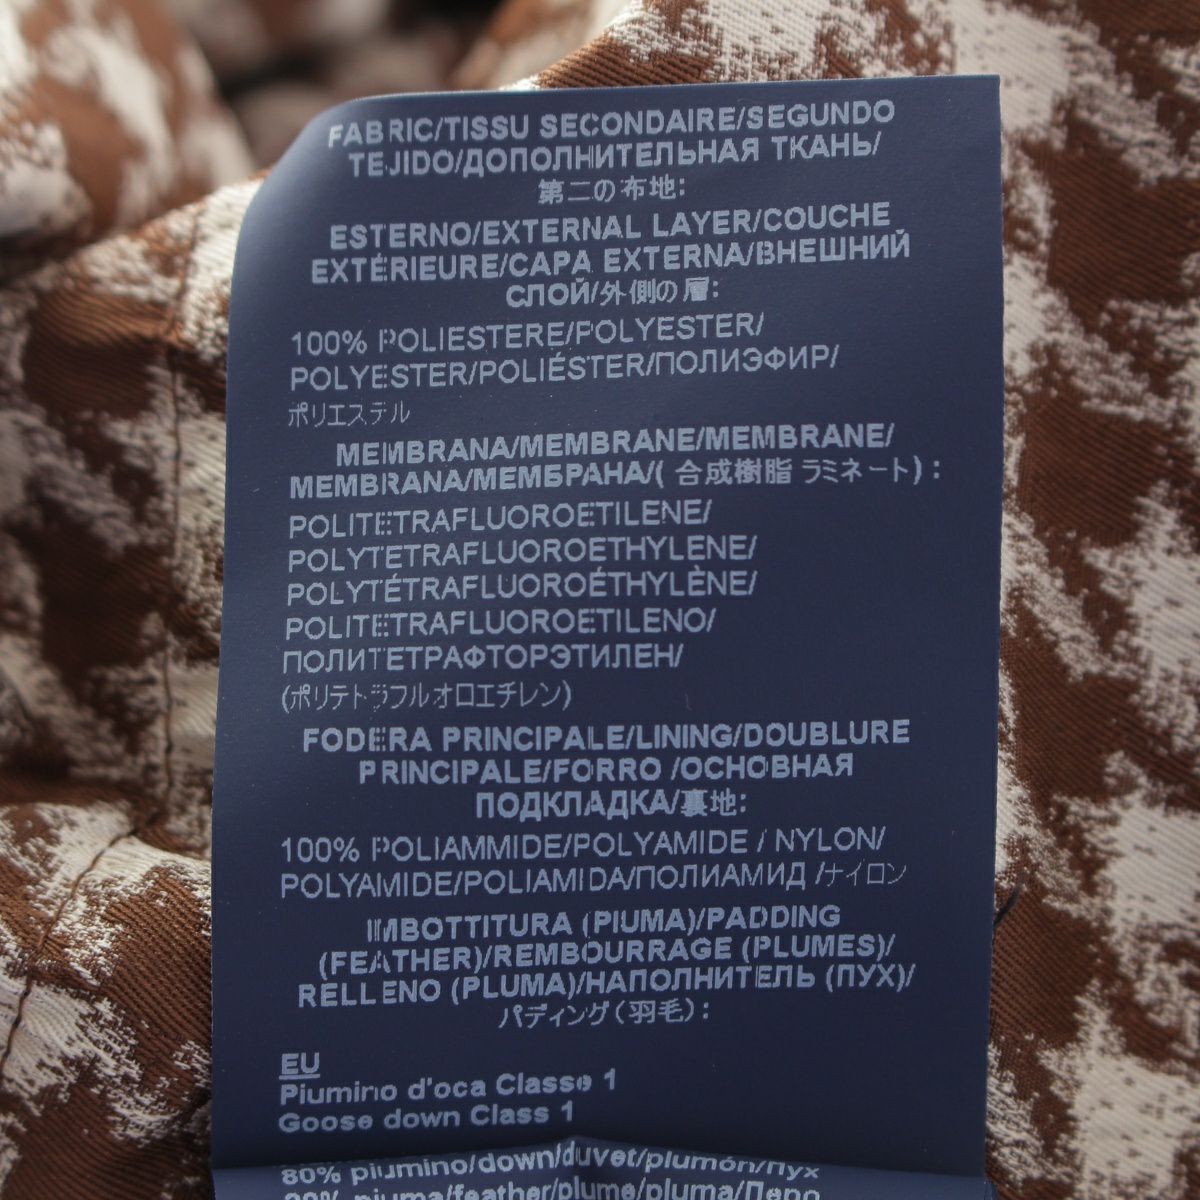 FABRIC/TISSU SECONDAIRE/SEGUNDO
TEJIDO/ДОПОЛНИТЕЛЬНАЯ ТКАНЬ/
第二の布地:
ESTERNO/EXTERNAL LAYER/COUCHE
EXTÉRIEURE/CAPA EXTERNA/ВНЕШНИЙ
СЛОЙ/外側の層:
100% POLIESTERE/POLYESTER/
POLYESTER/POLIÉSTER/ПОЛИЭФИР/
ポリエステル
MEMBRANA/MEMBRANE/MEMBRANE/
MEMBRANA/МЕМБРАНА/( 合成樹脂 ラミネート) :
POLITETRAFLUOROETILENE/
POLYTETRAFLUOROETHYLENE/
POLYTÉTRAFLUOROÉTHYLÈNE/
POLITETRAFLUOROETILENO/
ПОЛИТЕТРАФТОРЭТИЛЕН/
(ポリテトラフルオロエチレン)
FODERA PRINCIPALE/LINING/DOUBLURE
PRINCIPALE/FORRO /ОСНОВНАЯ
ПОДКЛАДКА/裏地:
100% POLIAMMIDE/POLYAMIDE / NYLON/
POLYAMIDE/POLIAMIDA/ПОЛИАМИД /ナイロン
IMBOTTITURA (PIUMA)/PADDING
(FEATHER)/REMBOURRAGE (PLUMES)/
RELLENO (PLUMA)/НАПОЛНИТЕЛЬ (ПУХ)/
パディング(羽毛):
EU
Piumino d'oca Classe 1
Goose down Class 1
80% piumino/down/duvet/plumón/пух
20% piuma/feather/plume/pluma/Перо